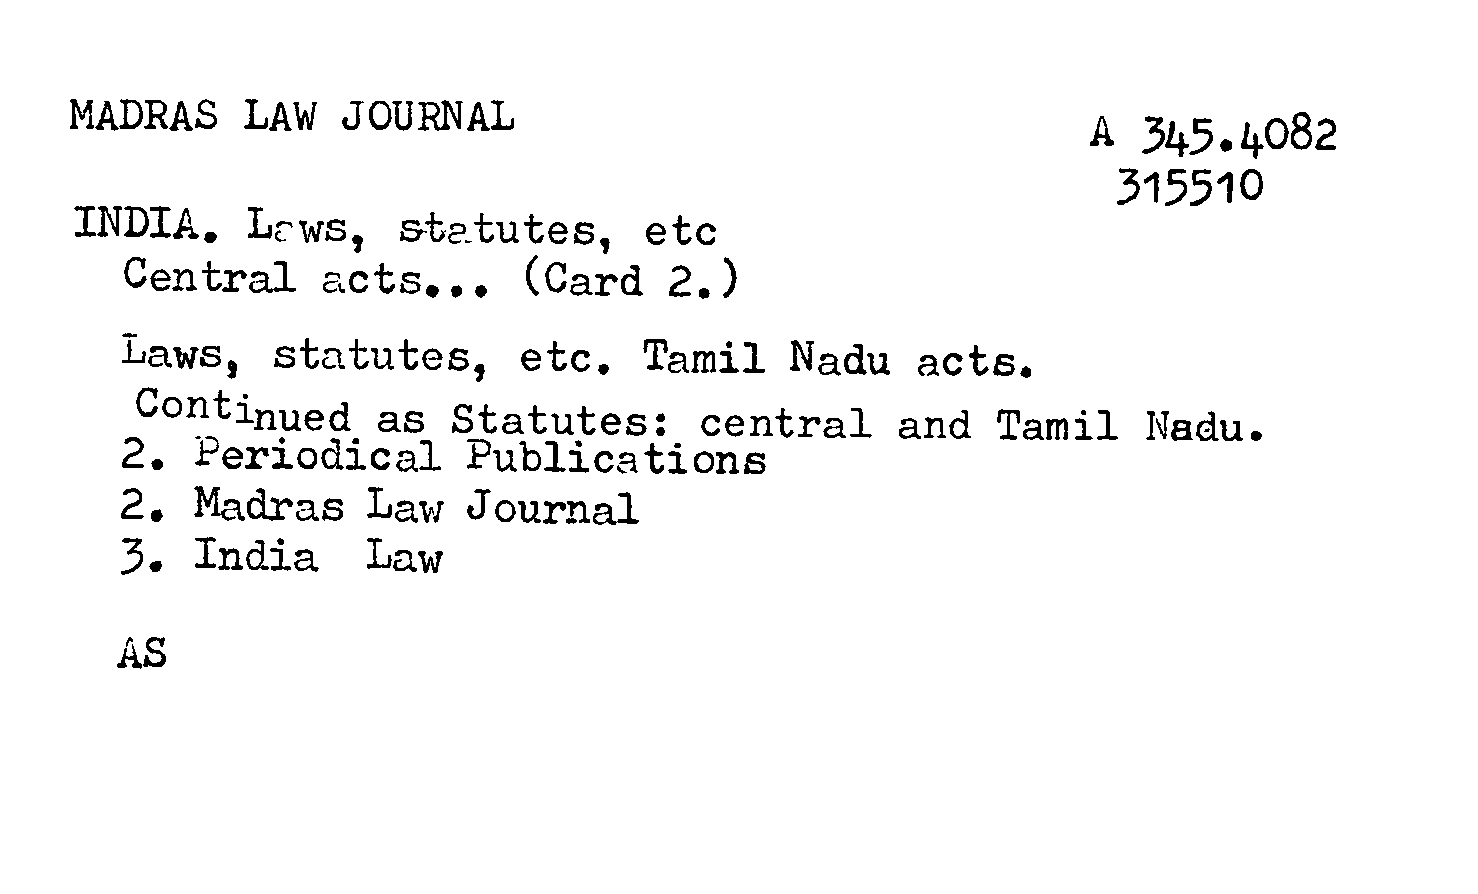 MADRAS LAW JOURNAL
A 345.4082
315510
INDIA. Laws, statutes, etc
Central acts... (Card 2.)
Laws, statutes, etc. Tamil Nadu acts.
Continued as Statutes: central and Tamil Nadu.
2. Periodical Publications
2. Madras Law Journal
3. India Law
AS